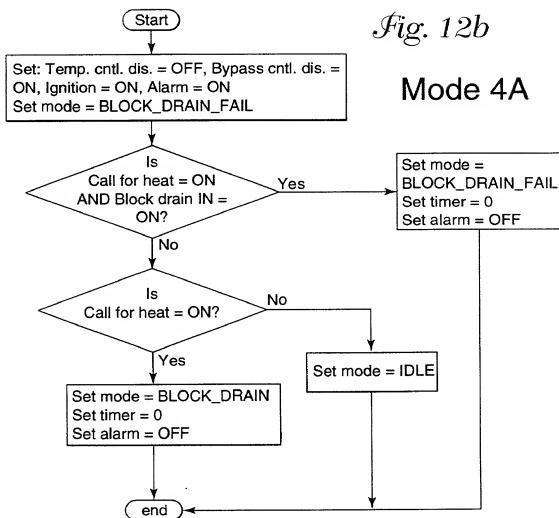 Start
Fig. 12b
Mode 4A
Set: Temp. cntl. dis. = OFF, Bypass cntl. dis. =
ON, Ignition = ON, Alarm = ON
Set mode = BLOCK_DRAIN_FAIL
Is
Call for heat = ON
AND Block drain IN =
ON?
Yes
Set mode =
BLOCK_DRAIN_FAIL
Set timer = 0
Set alarm = OFF
No
Is
Call for heat = ON?
No
Yes
Set mode = IDLE
Set mode = BLOCK_DRAIN
Set timer = 0
Set alarm = OFF
end